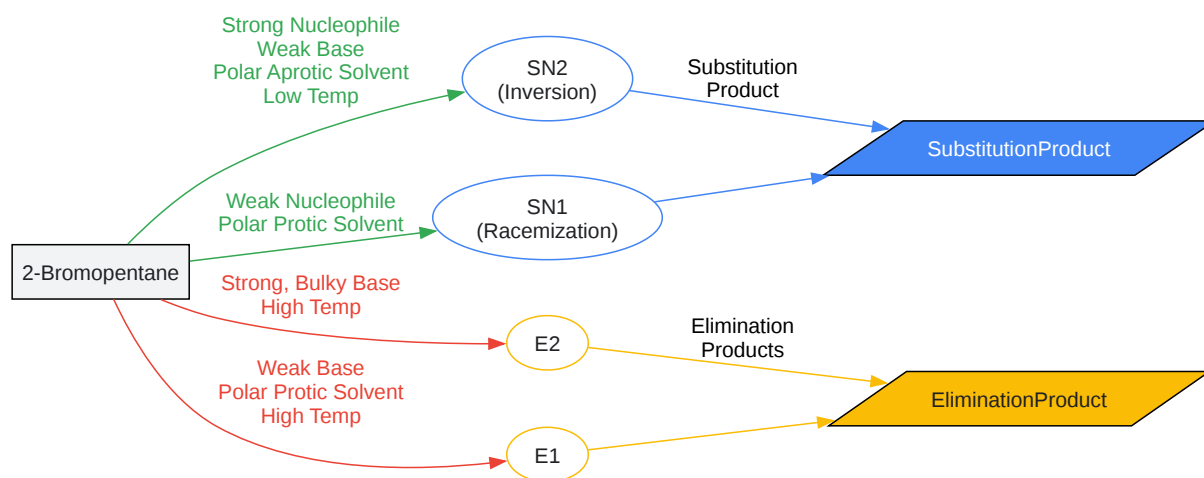 Strong Nucleophile
Weak Base
Polar Aprotic Solvent
Low Temp
SN2
(Inversion)
Substitution
Product
SubstitutionProduct
Weak Nucleophile
Polar Protic Solvent
SN1
(Racemization)
2-Bromopentane
Strong, Bulky Base
High Temp
E2
Elimination
Products
EliminationProduct
Weak Base
Polar Protic Solvent
High Temp
E1